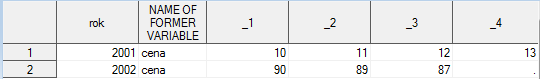 rok NAME OF FORMER VARIABLE _1 _2 _3 _4
1 2001 cena 10 11 12 13
2 2002 cena 90 89 87 .